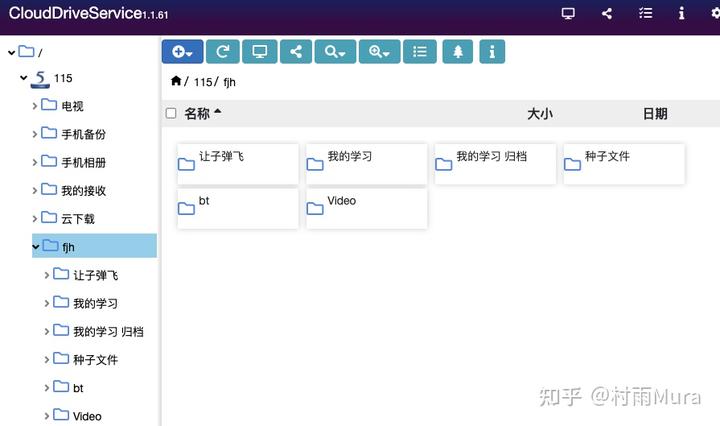 CloudDriveService1.1.61
/
115
电视
手机备份
手机相册
我的接收
云下载
fjh
让子弹飞
我的学习
我的学习 归档
种子文件
bt
Video
/ 115 / fjh
名称 大小 日期
让子弹飞 我的学习 我的学习 归档 种子文件
bt Video
知乎 @村雨Mura